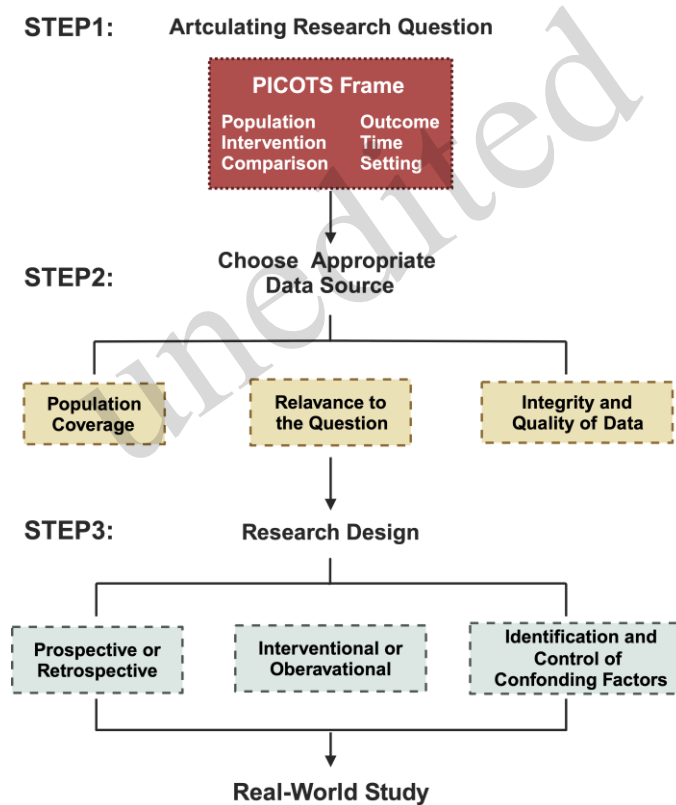 STEP1: Artculating Research Question
PICOTS Frame
Population Outcome
Intervention Time
Comparison Setting
STEP2: Choose Appropriate
Data Source
Population
Coverage
Relavance to
the Question
Integrity and
Quality of Data
STEP3: Research Design
Prospective or
Retrospective
Interventional or
Oberavational
Identification and
Control of
Confonding Factors
Real-World Study
unedited